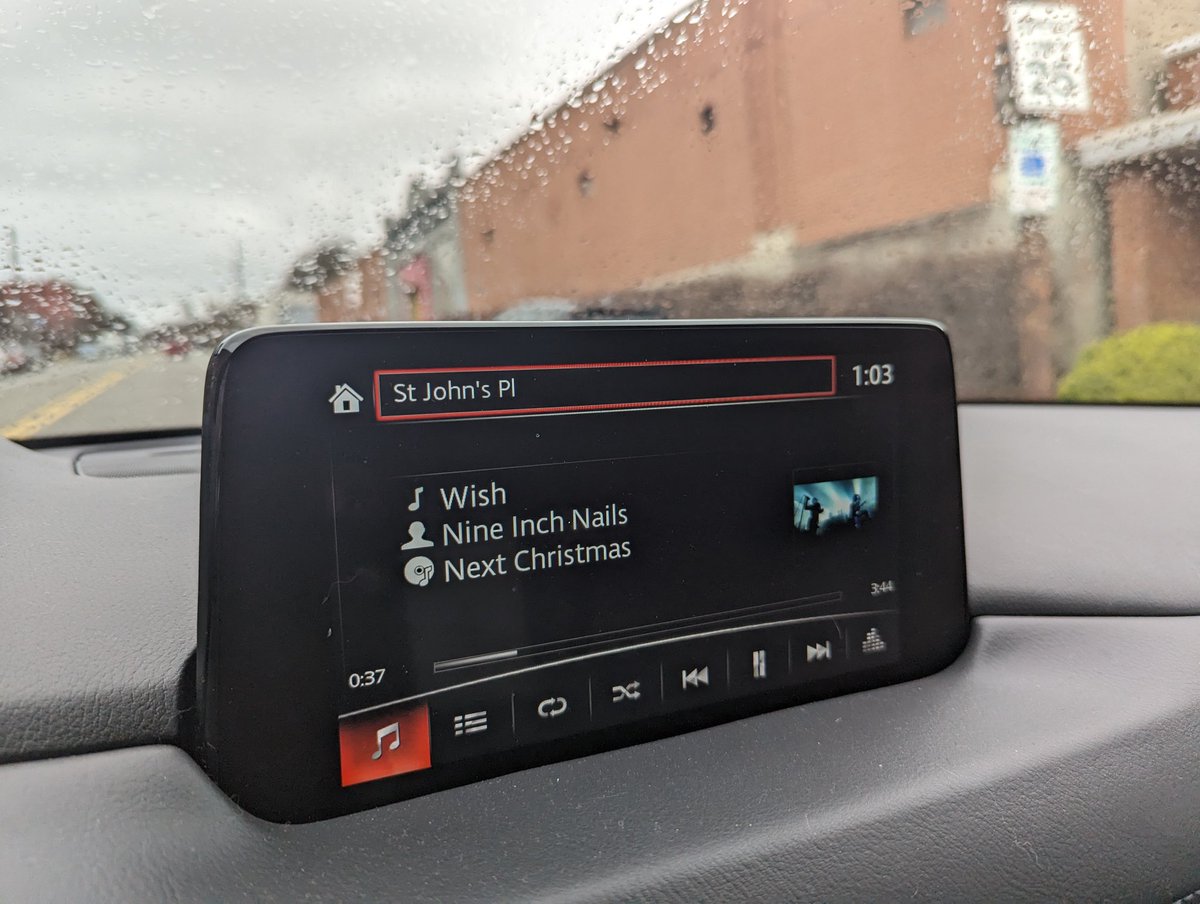 St John's Pl
1:03
Wish
Nine Inch Nails
Next Christmas
3:44
0:37